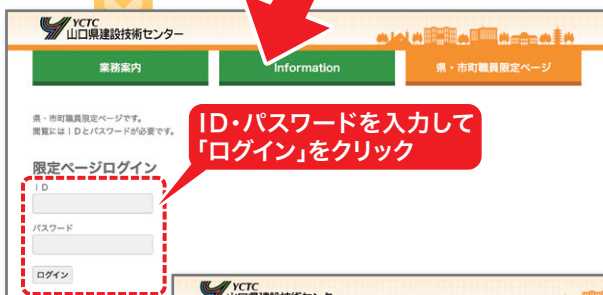 YCTC
山口県建設技術センター
業務案内
Information
県・市町職員限定ページ
県・市町職員限定ページです。
閲覧にはIDとパスワードが必要です。
ID・パスワードを入力して
「ログイン」をクリック
限定ページログイン
ID
パスワード
ログイン
YCTC